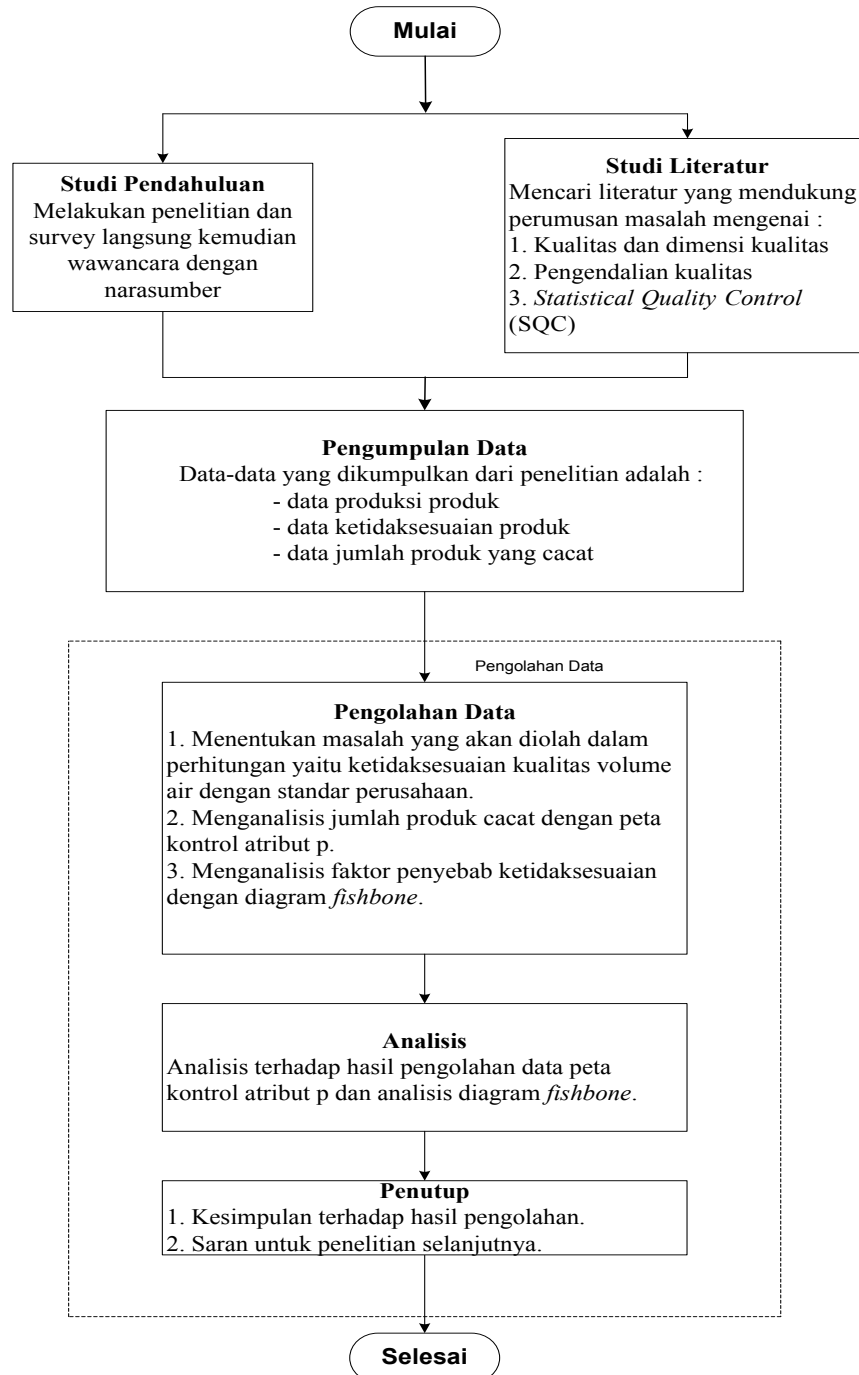 Mulai
Studi Pendahuluan
Melakukan penelitian dan
survey langsung kemudian
wawancara dengan
narasumber
Studi Literatur
Mencari literatur yang mendukung
perumusan masalah mengenai :
1. Kualitas dan dimensi kualitas
2. Pengendalian kualitas
3. Statistical Quality Control
(SQC)
Pengumpulan Data
Data-data yang dikumpulkan dari penelitian adalah :
- data produksi produk
- data ketidaksesuaian produk
- data jumlah produk yang cacat
Pengolahan Data
Pengolahan Data
1. Menentukan masalah yang akan diolah dalam
perhitungan yaitu ketidaksesuaian kualitas volume
air dengan standar perusahaan.
2. Menganalisis jumlah produk cacat dengan peta
kontrol atribut p.
3. Menganalisis faktor penyebab ketidaksesuaian
dengan diagram fishbone.
Analisis
Analisis terhadap hasil pengolahan data peta
kontrol atribut p dan analisis diagram fishbone.
Penutup
1. Kesimpulan terhadap hasil pengolahan.
2. Saran untuk penelitian selanjutnya.
Selesai